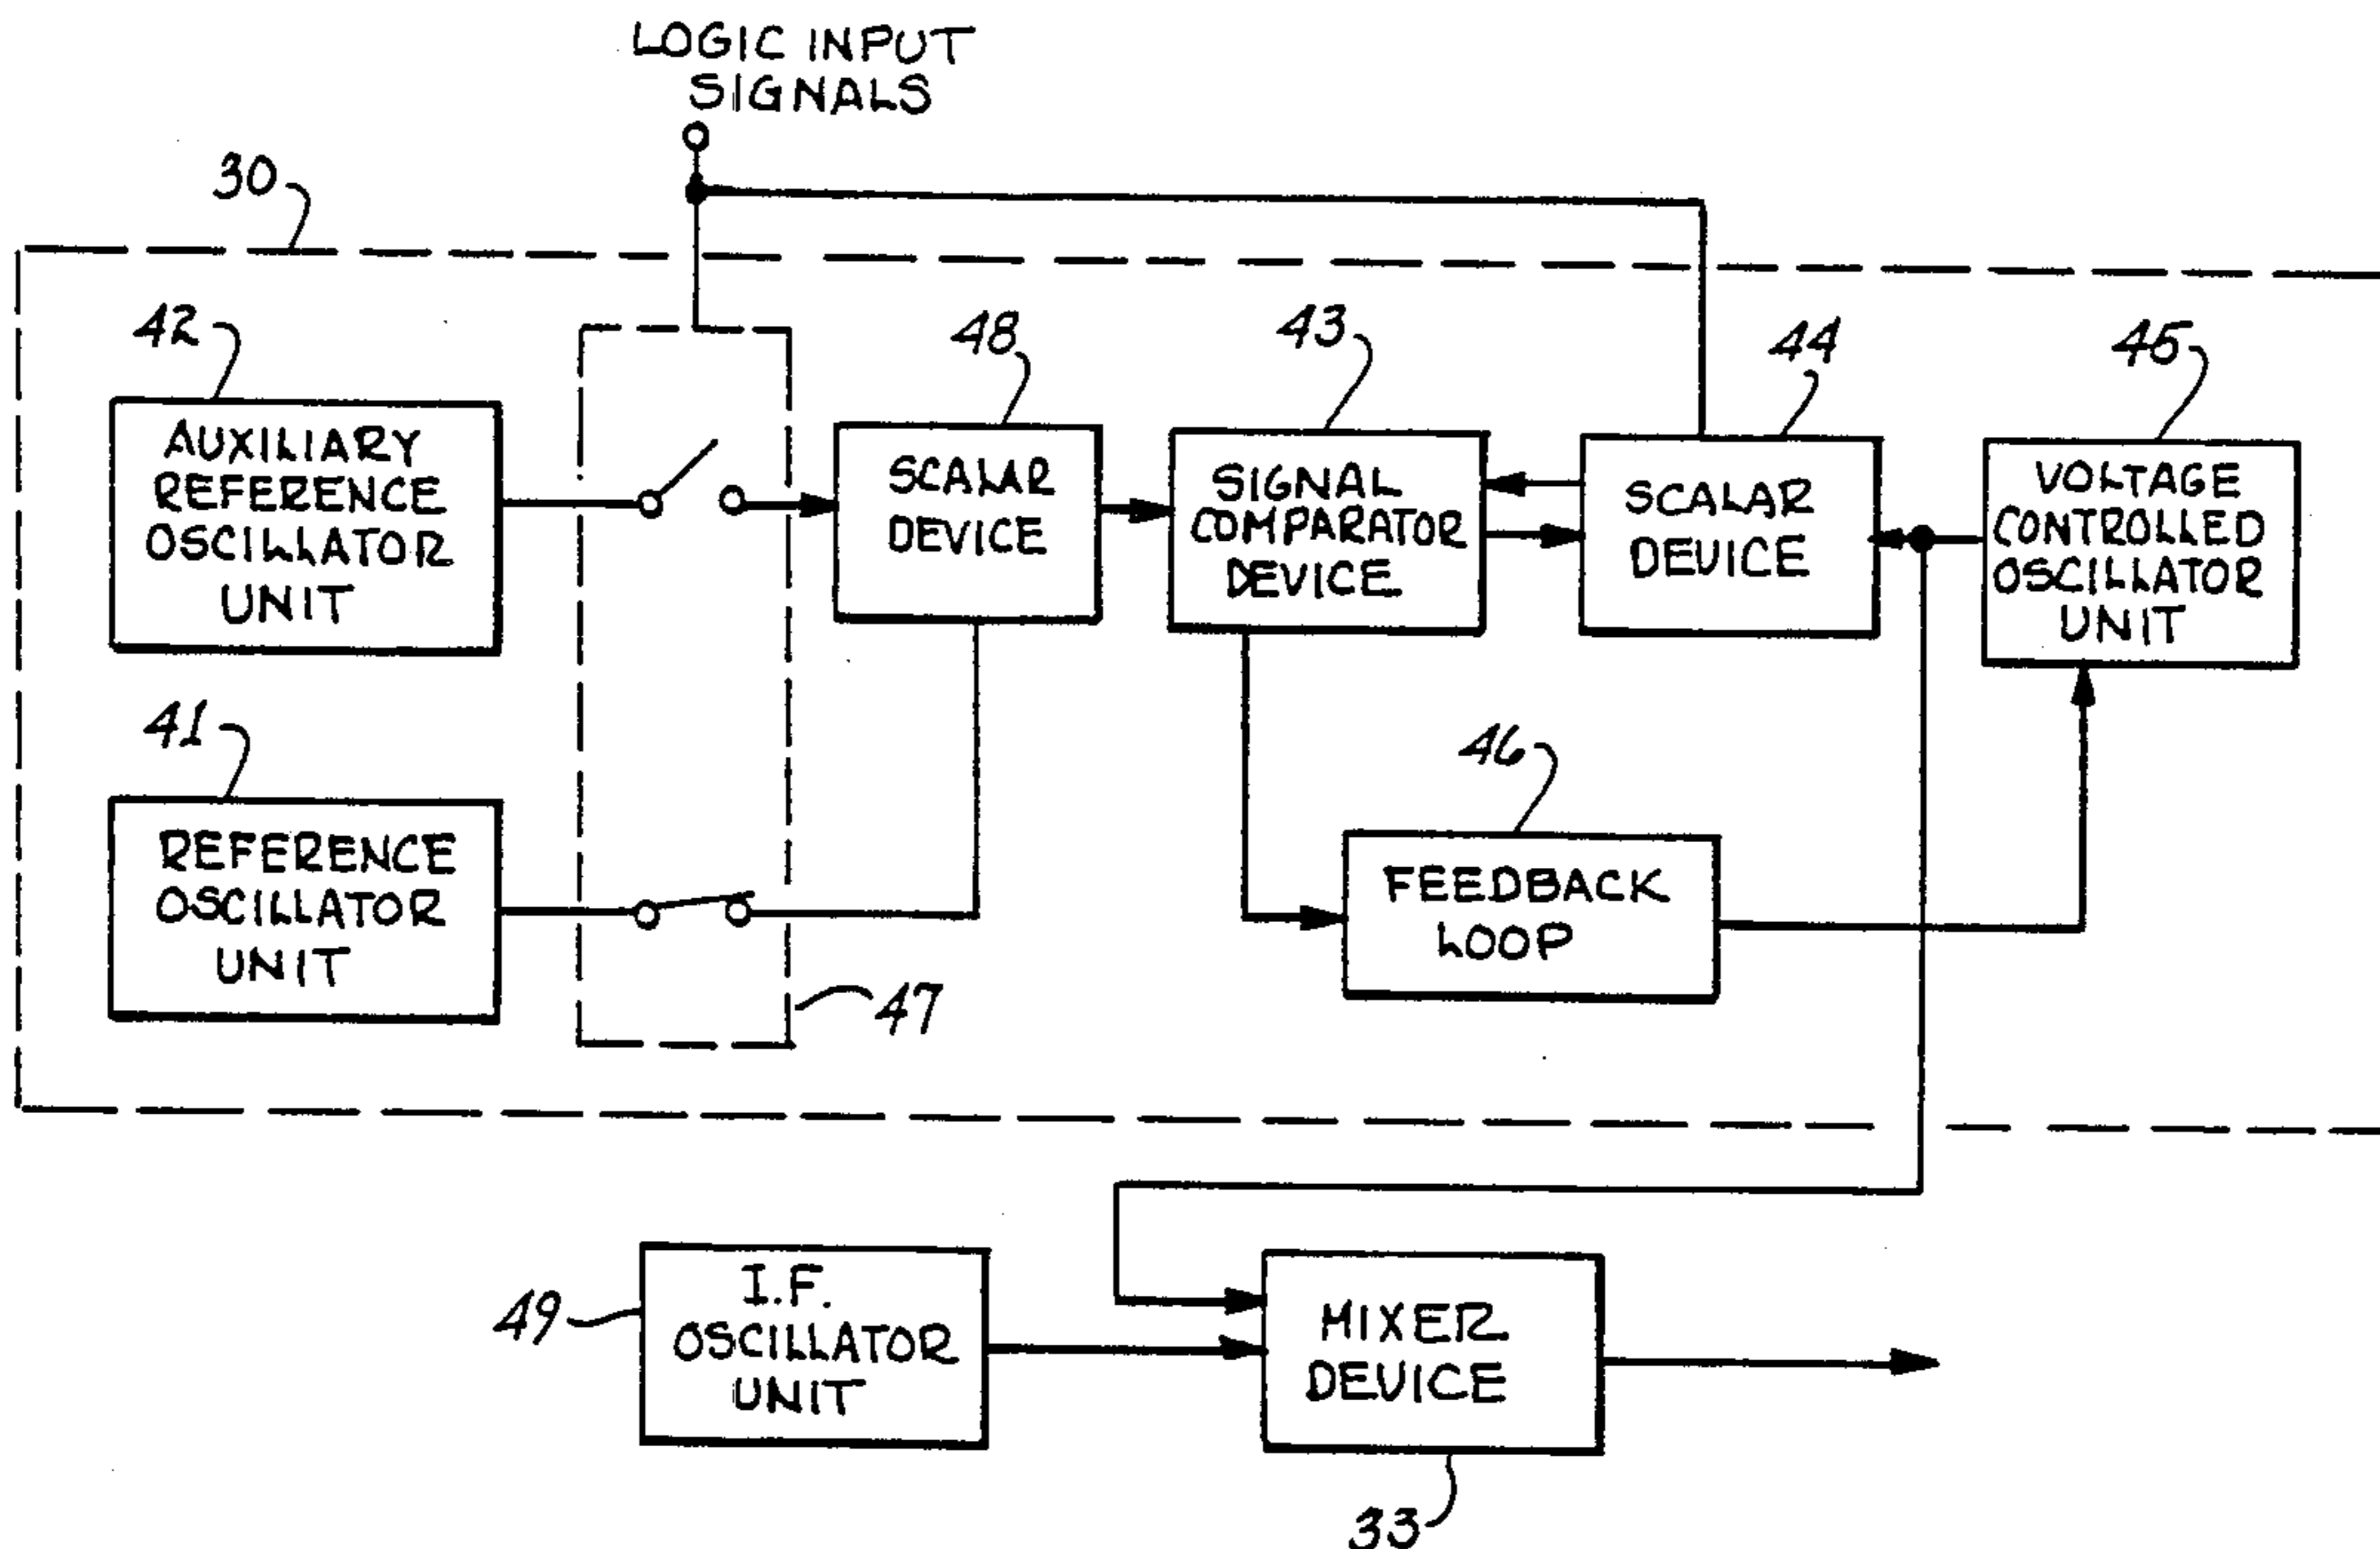 LOGIC INPUT
SIGNALS
30
42
48
43
44
45
AUXILIARY
REFERENCE
OSCILLATOR
UNIT
SCALAR
DEVICE
SIGNAL
COMPARATOR
DEVICE
SCALAR
DEVICE
VOLTAGE
CONTROLLED
OSCILLATOR
UNIT
41
46
REFERENCE
OSCILLATOR
UNIT
FEEDBACK
LOOP
47
49
I.F.
OSCILLATOR
UNIT
MIXER
DEVICE
33